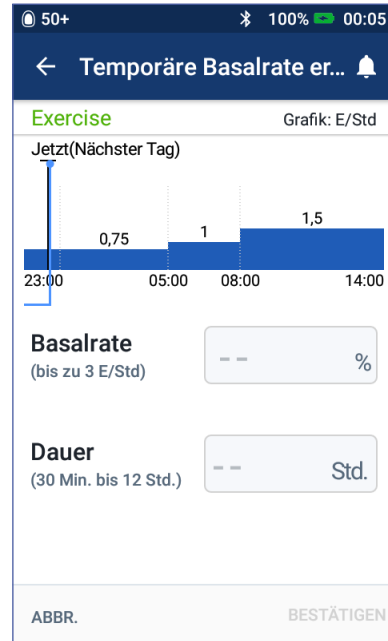 50+ 100% 00:05
Temporäre Basalrate er...
Exercise Grafik: E/Std
Jetzt(Nächster Tag)
0,75 1 1,5
23:00 05:00 08:00 14:00
Basalrate -- %
(bis zu 3 E/Std)
Dauer -- Std.
(30 Min. bis 12 Std.)
ABBR. BESTÄTIGEN